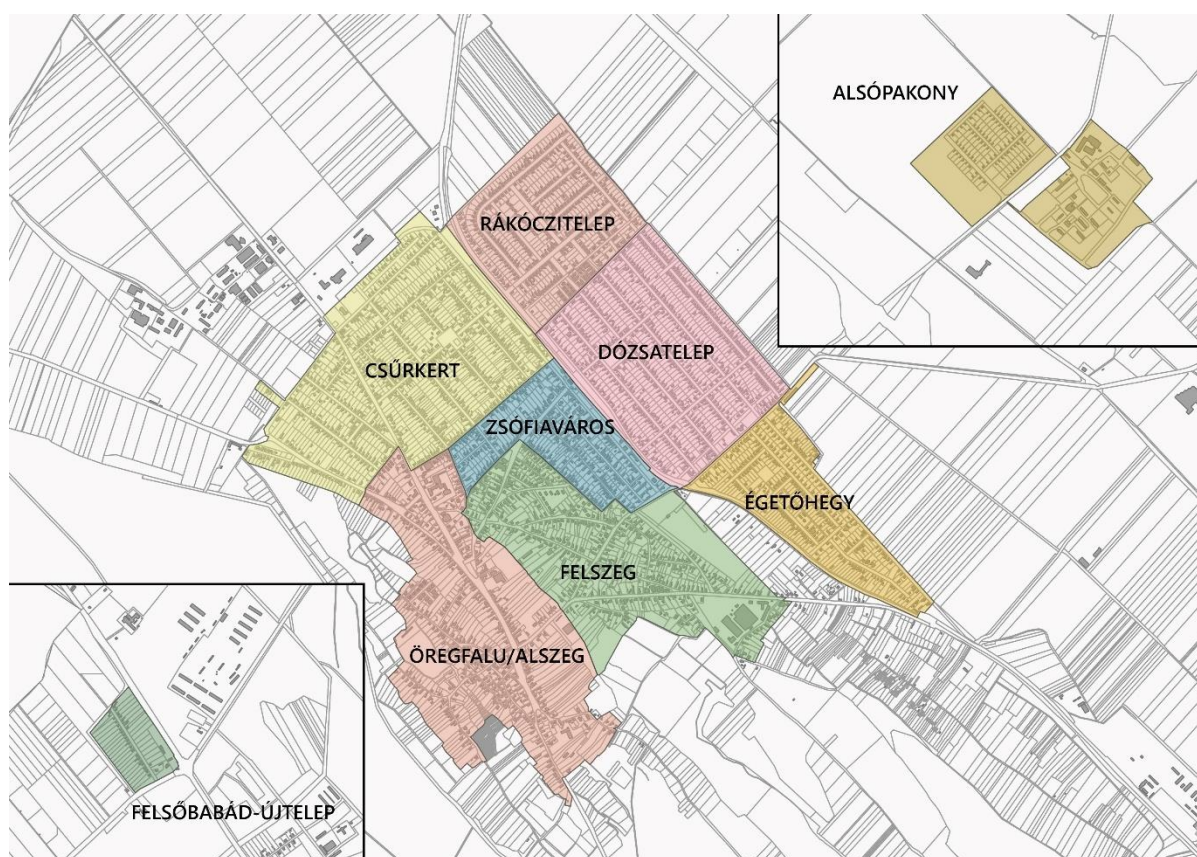 ALSÓPAKONY
RÁKÓCZITELEP
DÓZSATELEP
CSŰRKERT
ZSÓFIAVÁROS
ÉGETŐHEGY
FELSZEG
ÖREGFALU/ALSZEG
FELSŐBABÁD-ÚJTELEP